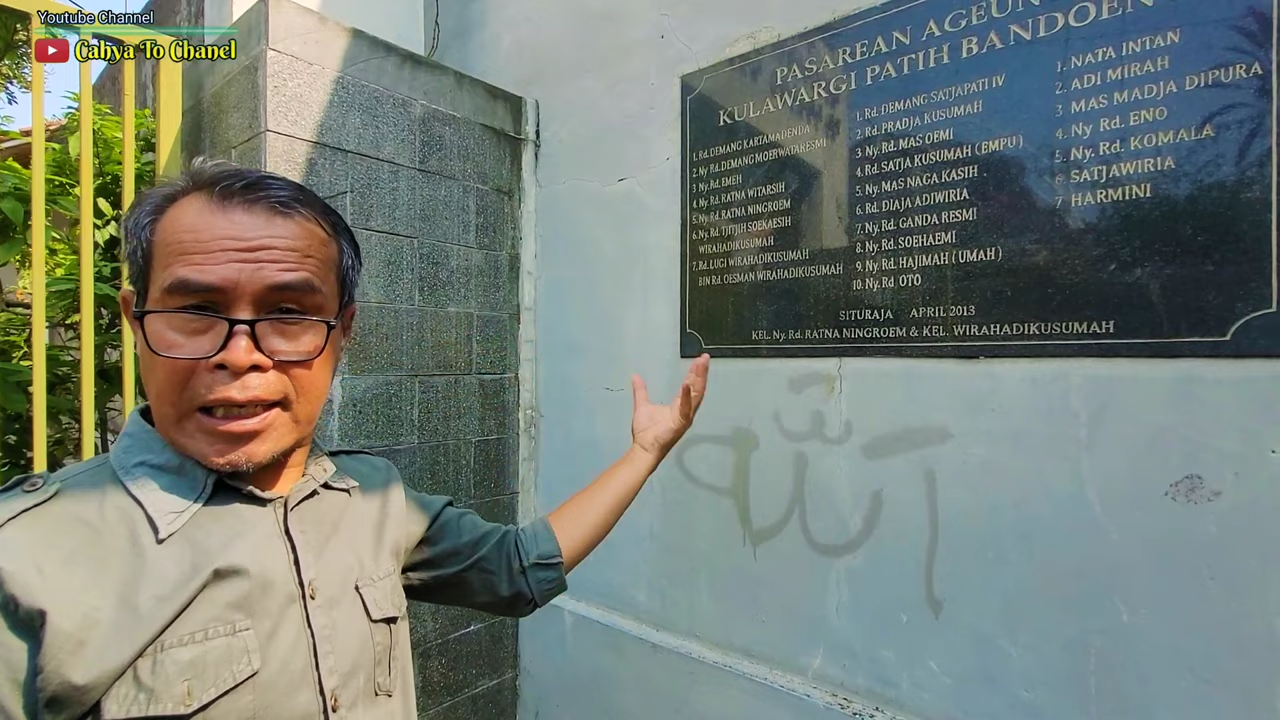 Youtube Channel
Cahya To Chanel
PASAREAN AGEUN
KULAWARGI PATIH BANDOEN
1. Rd. DEMANG KARTAMADENDA
2. Ny Rd. DEMANG MOERWATARESMI
3 Ny Rd. EMEH
4. Ny Rd. RATNA WITARSIH
5. Ny Rd. RATNA NINGROEM
6. Ny Rd. TJITJIH SOEKAESIH
WIRAHADIKUSUMAH
7. Rd. LUGI WIRAHADIKUSUMAH
BIN Rd. OESMAN WIRAHADIKUSUMAH
1. Rd. DEMANG SATJAPATI IV
2. Rd. PRADJA KUSUMAH
3 Ny. Rd. MAS OEMI
4. Rd. SATJA KUSUMAH (EMPU)
5. Ny. MAS NAGA KASIH
6. Rd. DIAJA ADIWIRIA
7. Ny. Rd. GANDA RESMI
8. Ny. Rd. SOEHAEMI
9. Ny. Rd. HAJIMAH (UMAH)
10. Ny. Rd OTO
1. NATA INTAN
2. ADI MIRAH
3 MAS MADJA DIPURA
4. Ny Rd. ENO
5. Ny. Rd. KOMALA
6 SATJAWIRIA
7 HARMINI
SITURAJA APRIL 2013
KEL. Ny. Rd. RATNA NINGROEM & KEL. WIRAHADIKUSUMAH